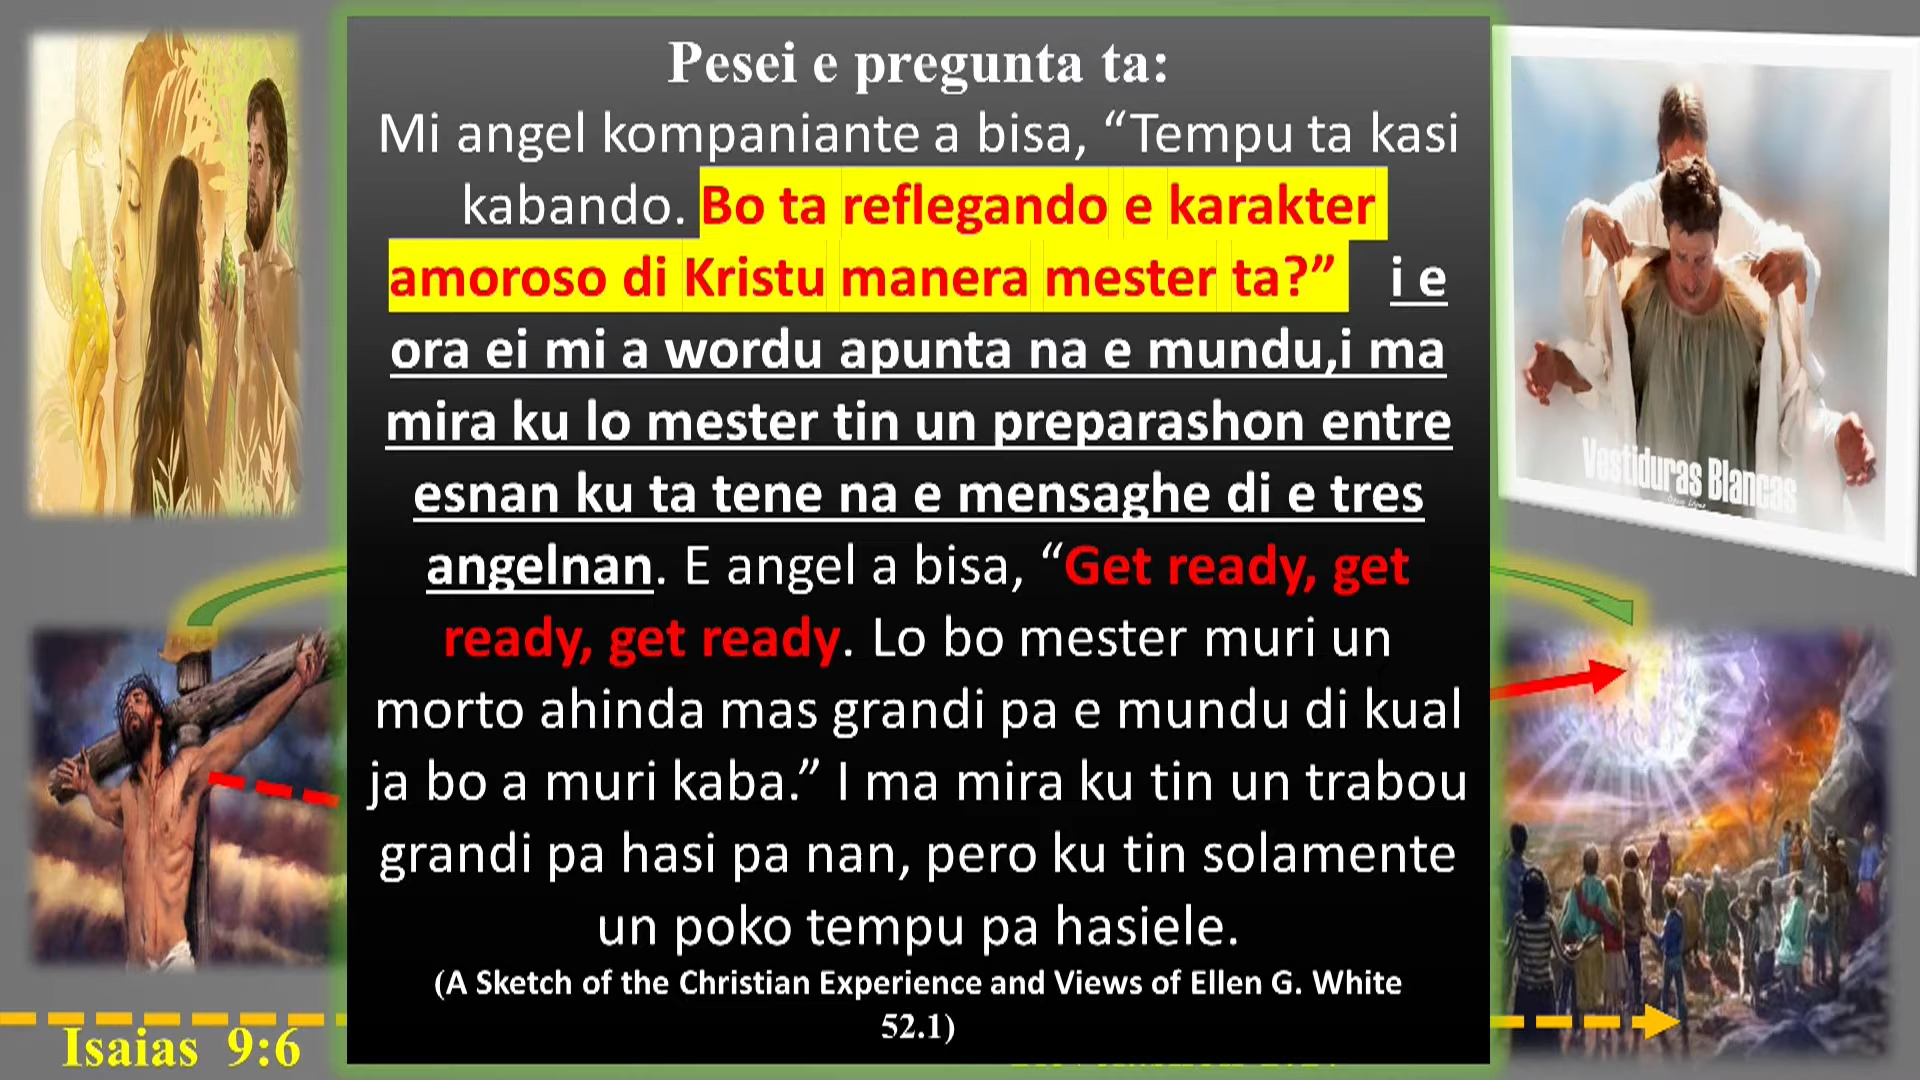 Pesei e pregunta ta:
Mi angel kompaniante a bisa, “Tempu ta kasi
kabando. Bo ta reflegando e karakter
amoroso di Kristu manera mester ta?” i e
ora ei mi a wordu apunta na e mundu,i ma
mira ku lo mester tin un preparashon entre
esnan ku ta tene na e mensaghe di e tres
angelnan. E angel a bisa, “Get ready, get
ready, get ready. Lo bo mester muri un
morto ahinda mas grandi pa e mundu di kual
ja bo a muri kaba.” I ma mira ku tin un trabou
grandi pa hasi pa nan, pero ku tin solamente
un poko tempu pa hasiele.
(A Sketch of the Christian Experience and Views of Ellen G. White
52.1)
Vestiduras Blancas
Isaias 9:6